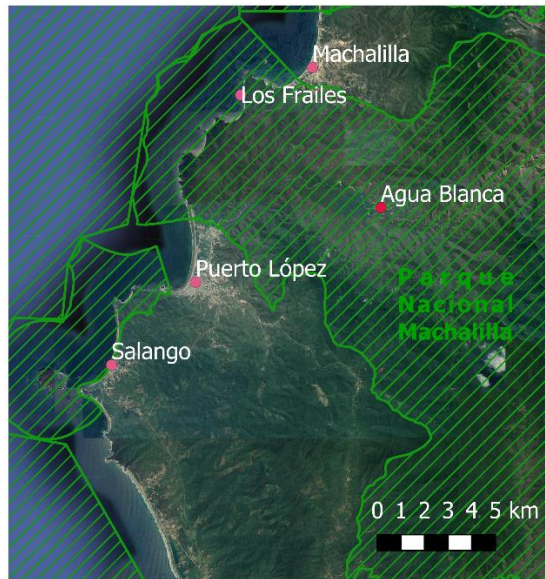 Machalilla
Los Frailes
Agua Blanca
Puerto López
Parque
Nacional
Machalilla
Salango
0 1 2 3 4 5 km